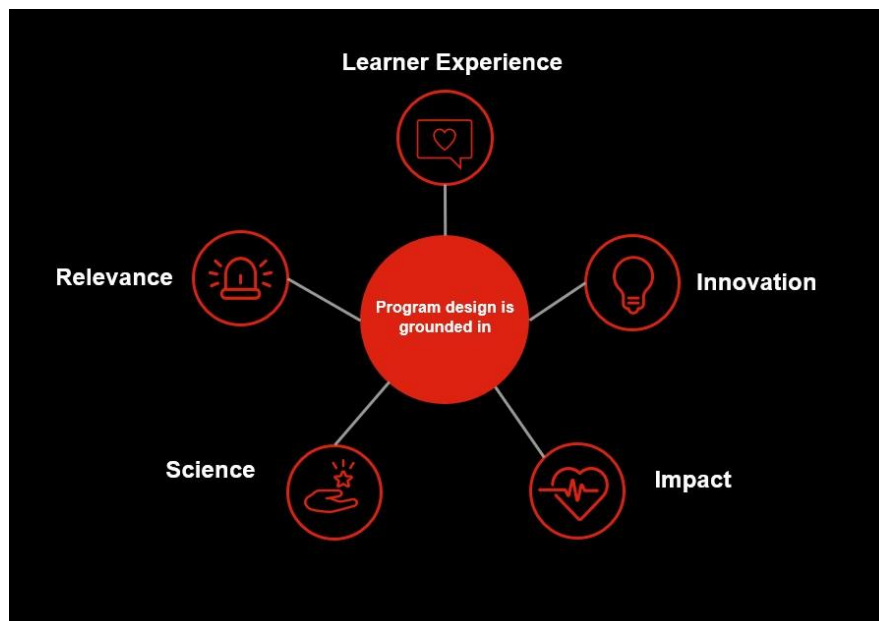 Learner Experience
Relevance
Innovation
Program design is
grounded in
Science
Impact